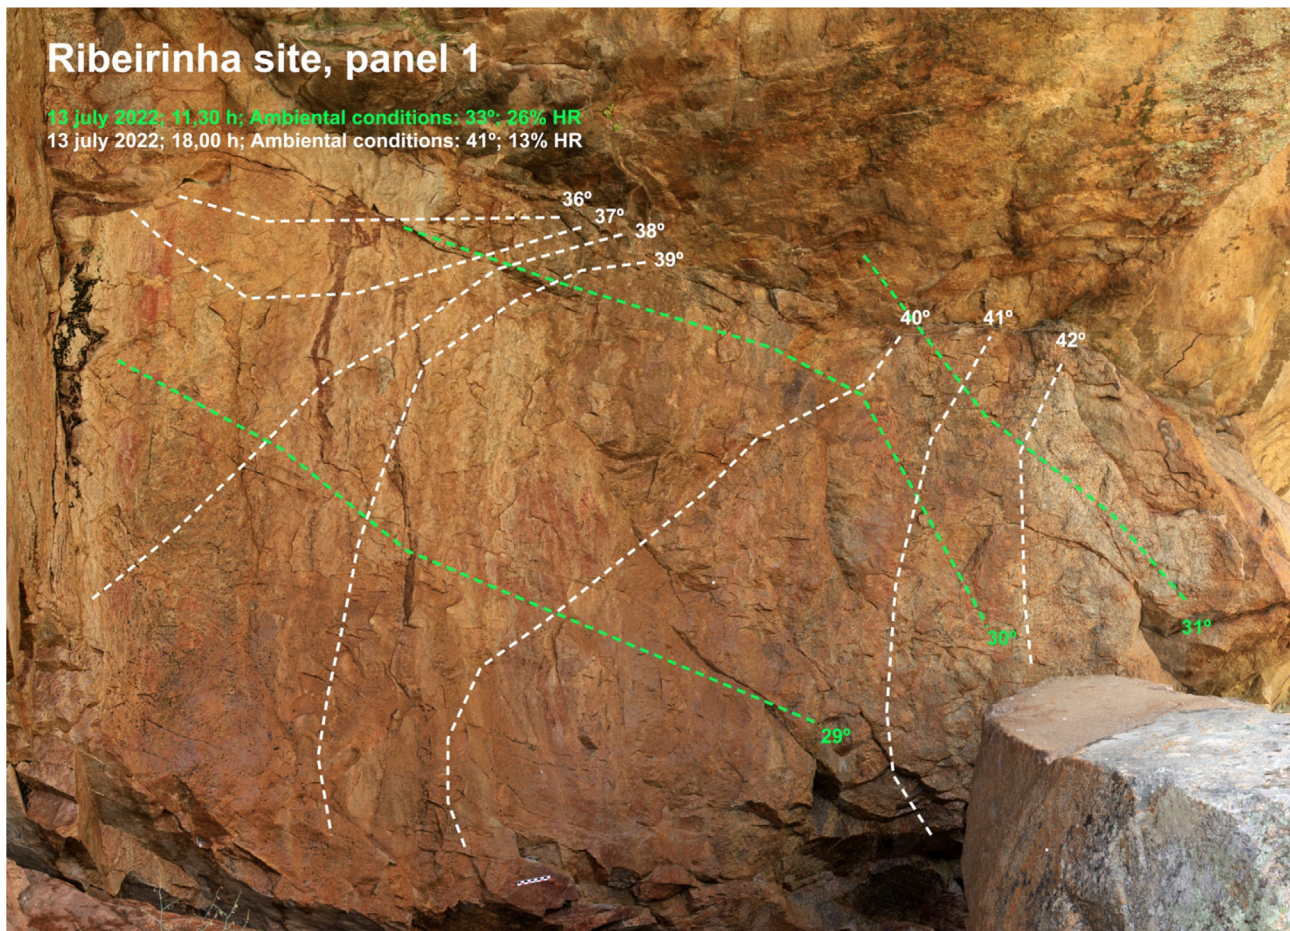 Ribeirinha site, panel 1
13 july 2022; 11,30 h; Ambiental conditions: 33º; 26% HR
13 july 2022; 18,00 h; Ambiental conditions: 41º; 13% HR
36º
37º
38º
39º
40º
41º
42º
31º
30º
29º